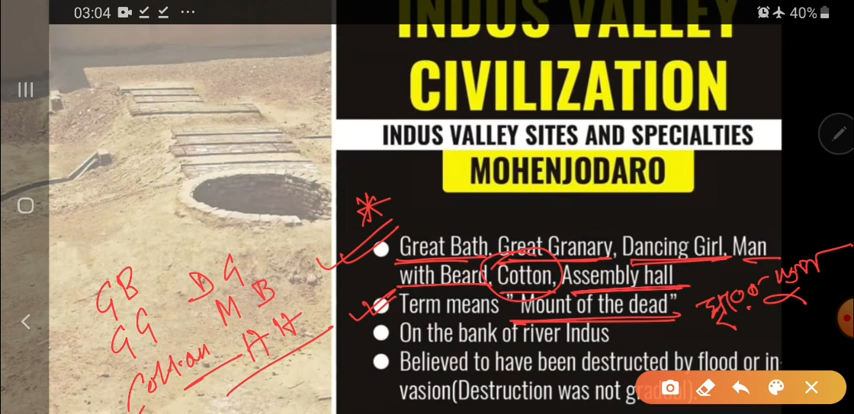 03:04
40%
INDUS VALLEY
CIVILIZATION
INDUS VALLEY SITES AND SPECIALTIES
MOHENJODARO
Great Bath, Great Granary, Dancing Girl, Man
with Beard, Cotton, Assembly hall
Term means " Mount of the dead"
On the bank of river Indus
Believed to have been destructed by flood or in-
vasion(Destruction was not gradual).
GB DG
GG MB
Cottan AH